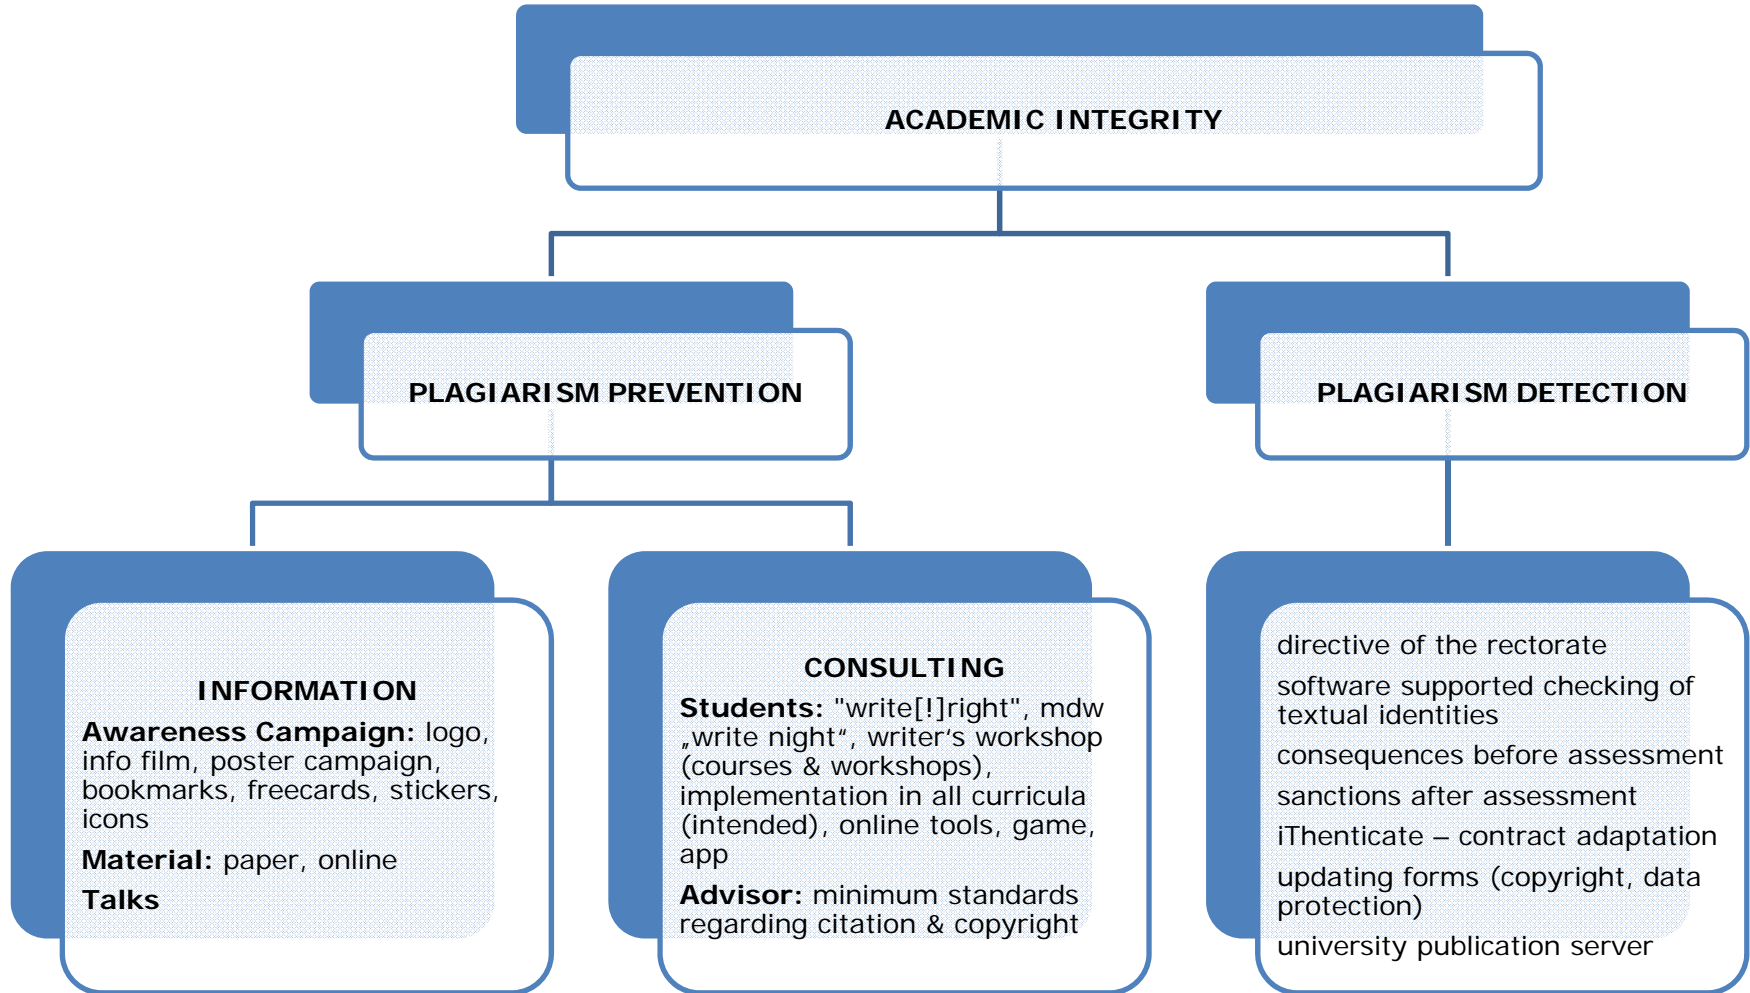 ACADEMIC INTEGRITY
PLAGIARISM PREVENTION
PLAGIARISM DETECTION
INFORMATION
Awareness Campaign: logo,
info film, poster campaign,
bookmarks, freecards, stickers,
icons
Material: paper, online
Talks
CONSULTING
Students: "write[!]right", mdw
„write night“, writer‘s workshop
(courses & workshops),
implementation in all curricula
(intended), online tools, game,
app
Advisor: minimum standards
regarding citation & copyright
directive of the rectorate
software supported checking of
textual identities
consequences before assessment
sanctions after assessment
iThenticate – contract adaptation
updating forms (copyright, data
protection)
university publication server